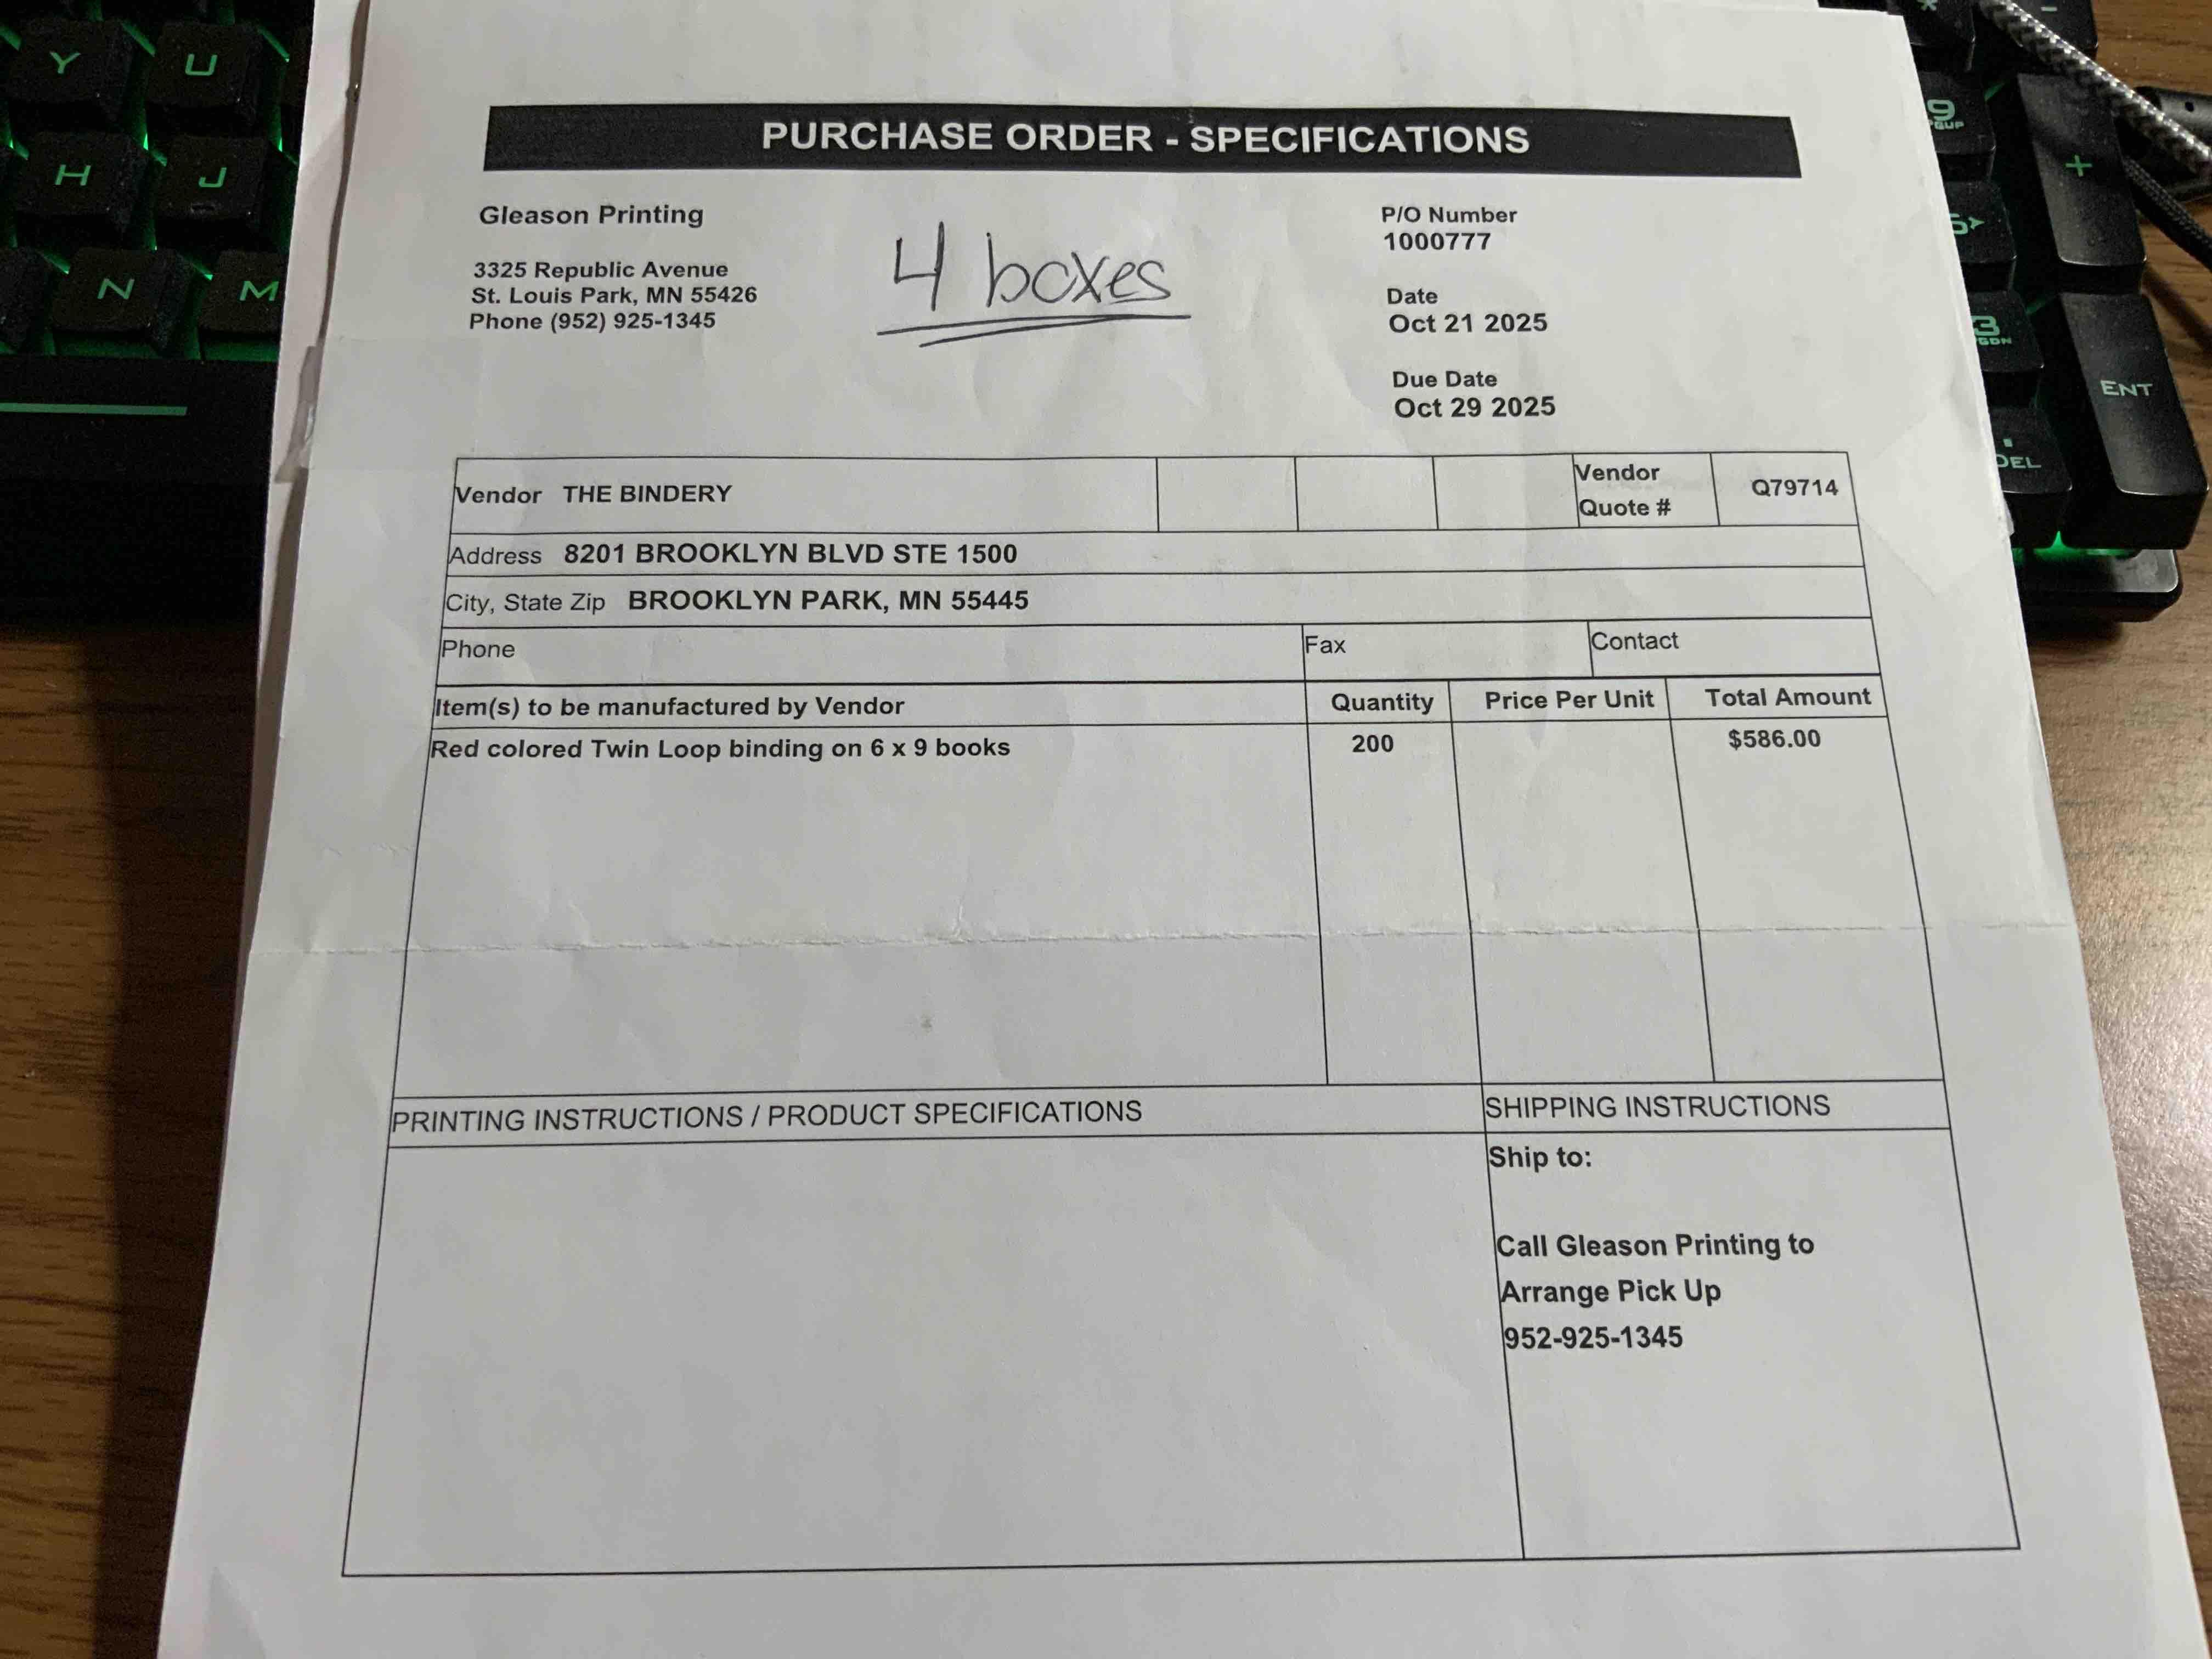 PURCHASE ORDER - SPECIFICATIONS
Gleason Printing
3325 Republic Avenue
St. Louis Park, MN 55426
Phone (952) 925-1345
4 boxes
P/O Number
1000777
Date
Oct 21 2025
Due Date
Oct 29 2025
Vendor THE BINDERY
Vendor
Quote #
Q79714
Address 8201 BROOKLYN BLVD STE 1500
City, State Zip BROOKLYN PARK, MN 55445
Phone Fax Contact
Item(s) to be manufactured by Vendor Quantity Price Per Unit Total Amount
Red colored Twin Loop binding on 6 x 9 books 200 $586.00
PRINTING INSTRUCTIONS / PRODUCT SPECIFICATIONS
SHIPPING INSTRUCTIONS
Ship to:
Call Gleason Printing to
Arrange Pick Up
952-925-1345
Y U
H J
N M
9
+
3
ENT
.